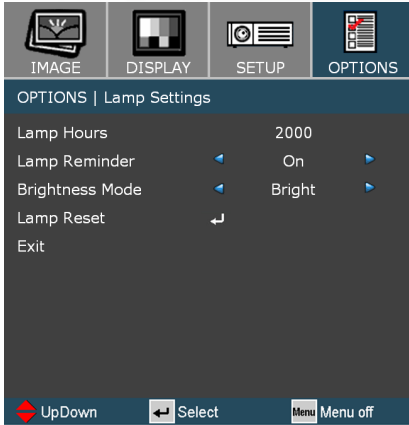 IMAGE DISPLAY SETUP OPTIONS
OPTIONS | Lamp Settings
Lamp Hours 2000
Lamp Reminder On
Brightness Mode Bright
Lamp Reset
Exit
UpDown Select Menu Menu off